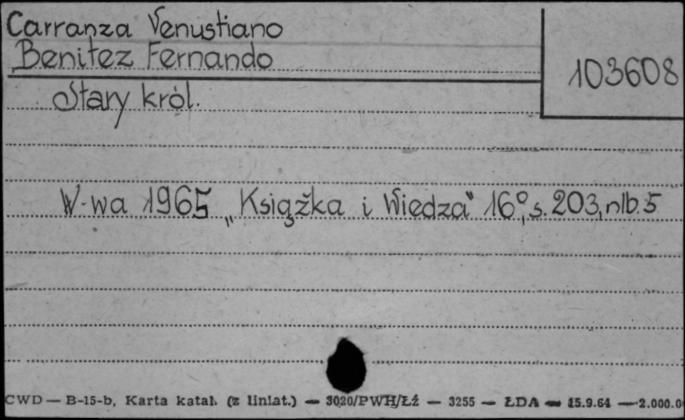 Carranza Venustiano
Benitez Fernando
103608
Stary król.
W-wa 1965 „Książka i Wiedza" 16°, s. 203, nlb. 5
CWD — B-15-b, Karta katal. (z liniat.) — 3020/PWH/Łź — 3255 — ŁDA — 15.9.64 — 2.000.0